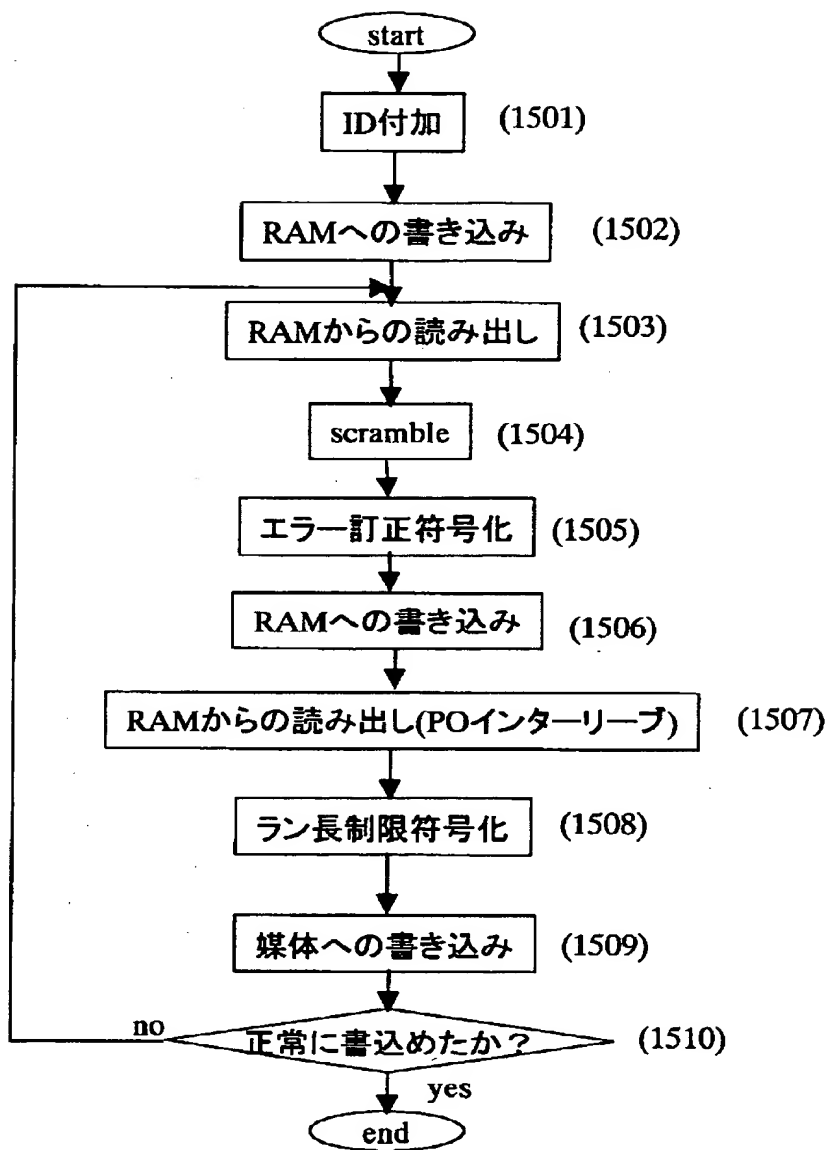 start
ID付加 (1501)
RAMへの書き込み (1502)
RAMからの読み出し (1503)
scramble (1504)
エラー訂正符号化 (1505)
RAMへの書き込み (1506)
RAMからの読み出し(POインターリーブ) (1507)
ラン長制限符号化 (1508)
媒体への書き込み (1509)
no 正常に書込めたか？ (1510)
yes
end